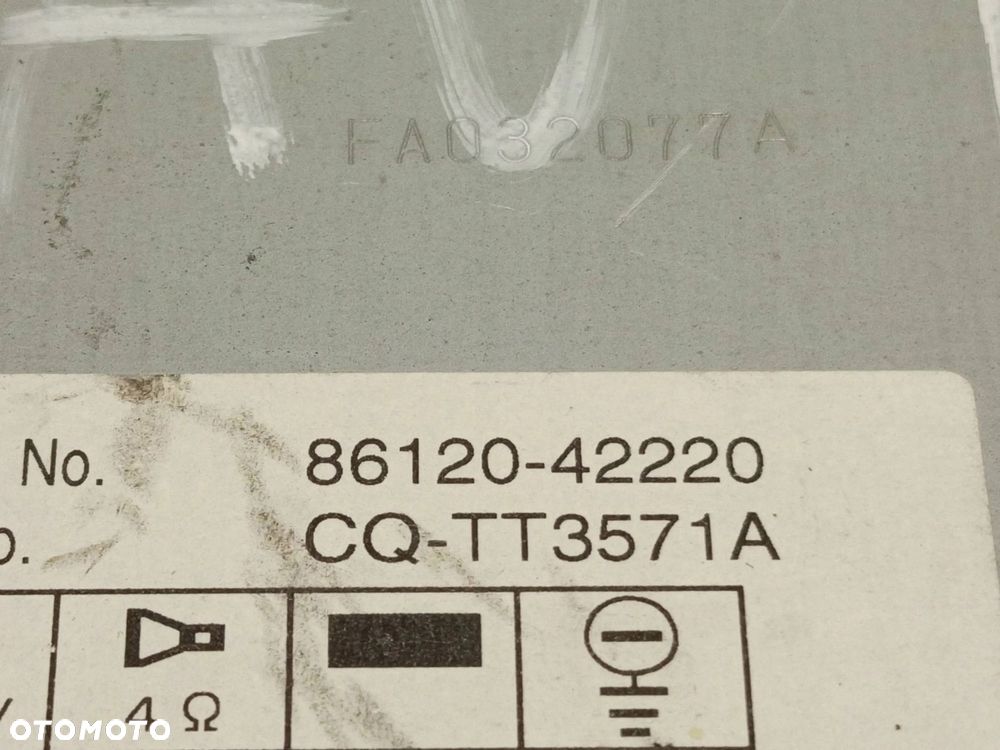 FA032077A
No. 86120-42220
CQ-TT3571A
4 Ω
OTOMOTO